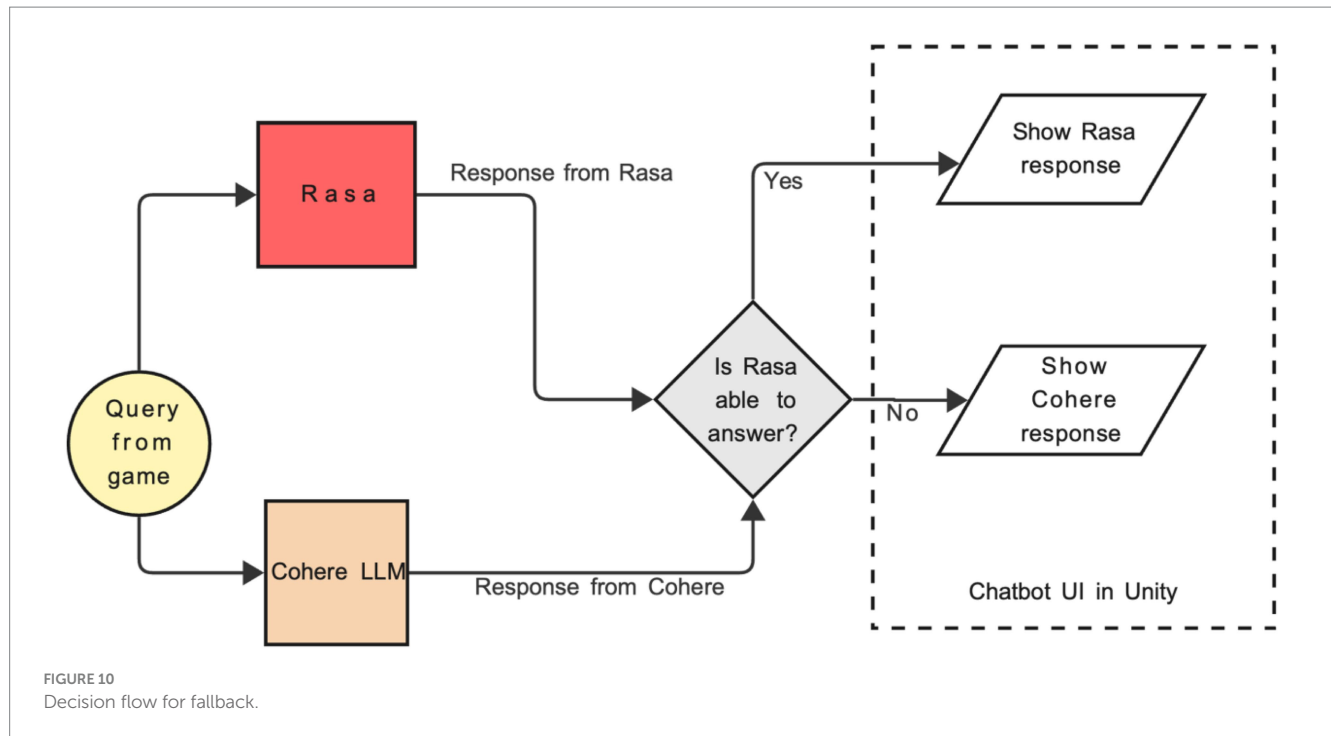 Rasa
Response from Rasa
Query
from
game
Cohere LLM
Response from Cohere
Is Rasa
able to
answer?
Yes
No
Show Rasa
response
Show
Cohere
response
Chatbot UI in Unity
FIGURE 10
Decision flow for fallback.